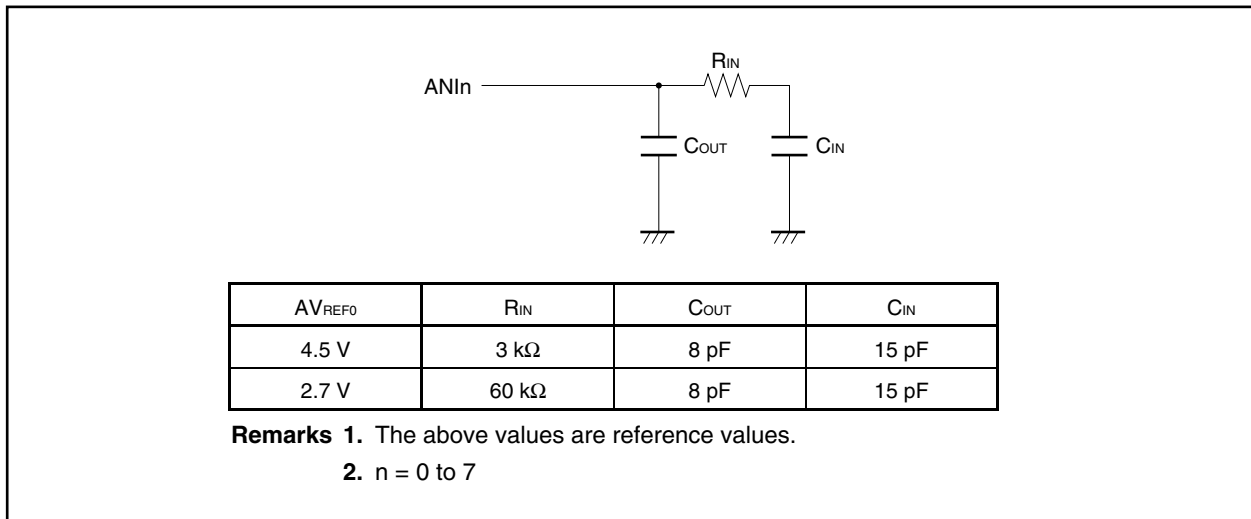 RIN
ANIn
COUT
CIN
AVREF0 RIN COUT CIN
4.5 V 3 kΩ 8 pF 15 pF
2.7 V 60 kΩ 8 pF 15 pF
Remarks 1. The above values are reference values.
2. n = 0 to 7